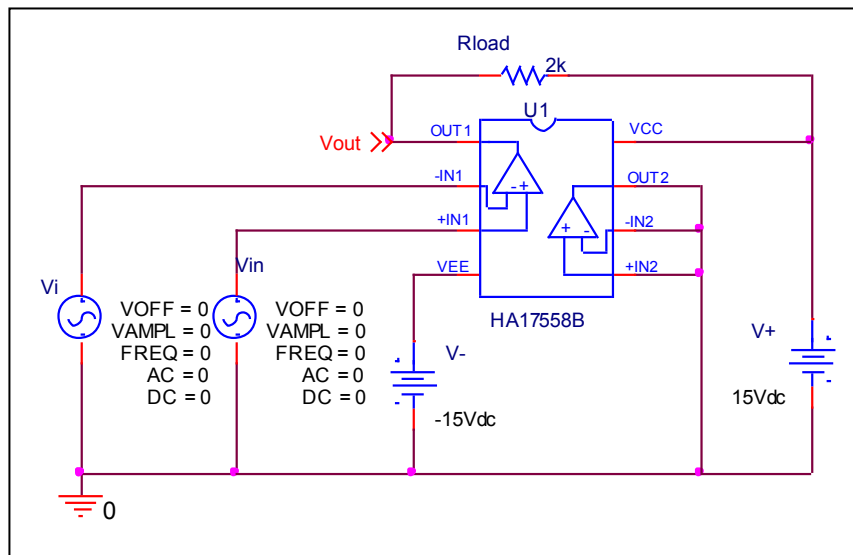 Rload
2k
U1
Vout
OUT1
VCC
-IN1
OUT2
- +
+IN1
-IN2
+ -
VEE
+IN2
HA17558B
Vi
VOFF = 0
VAMPL = 0
FREQ = 0
AC = 0
DC = 0
Vin
VOFF = 0
VAMPL = 0
FREQ = 0
AC = 0
DC = 0
V-
-15Vdc
V+
15Vdc
0